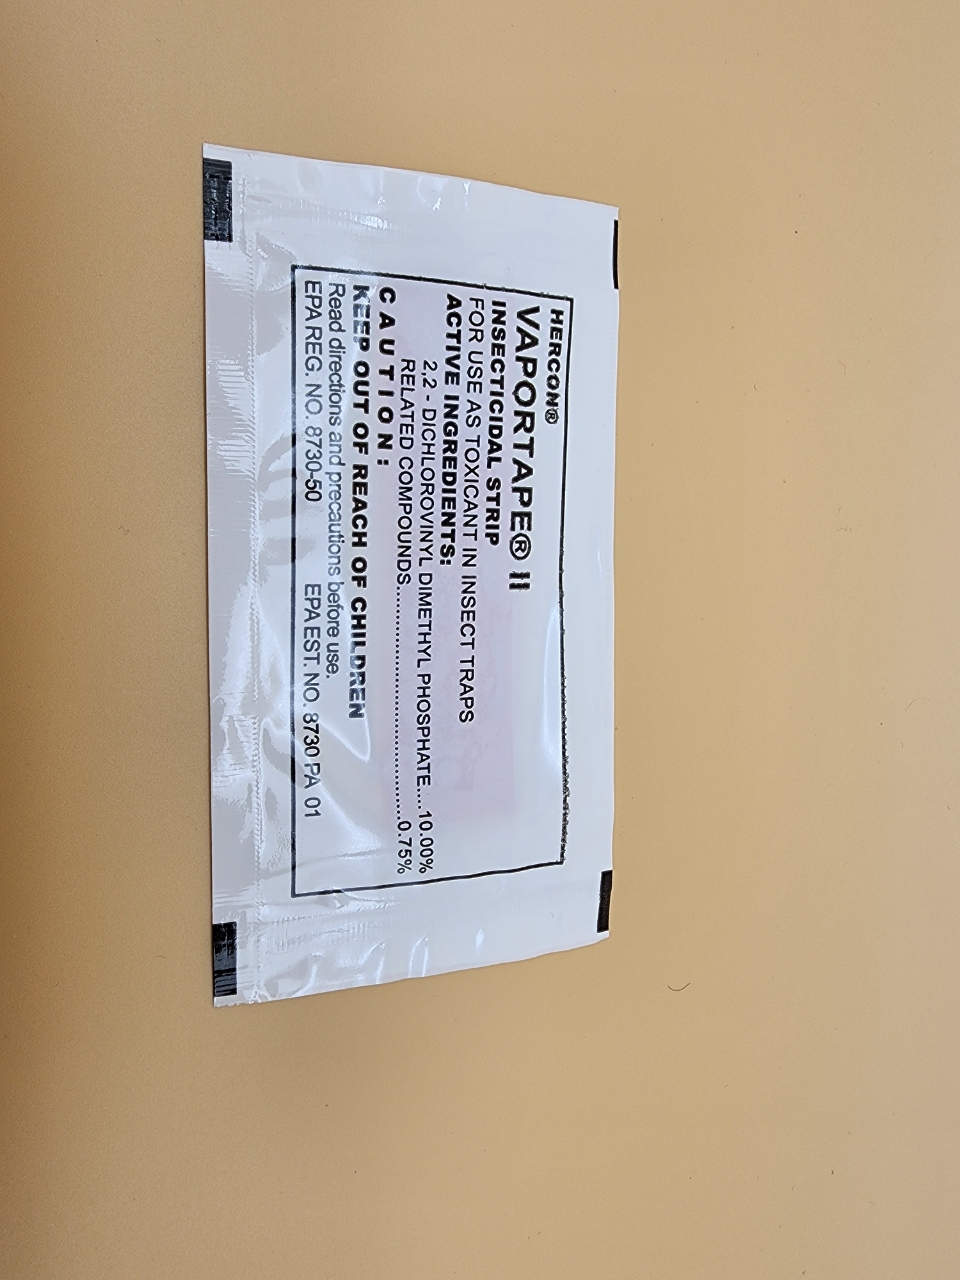 HERCON®
VAPORTAPE® II
INSECTICIDAL STRIP
FOR USE AS TOXICANT IN INSECT TRAPS
ACTIVE INGREDIENTS:
2,2 - DICHLOROVINYL DIMETHYL PHOSPHATE....10.00%
RELATED COMPOUNDS..........................................0.75%
CAUTION:
KEEP OUT OF REACH OF CHILDREN
Read directions and precautions before use.
EPA REG. NO. 8730-50 EPA EST. NO. 8730 PA 01